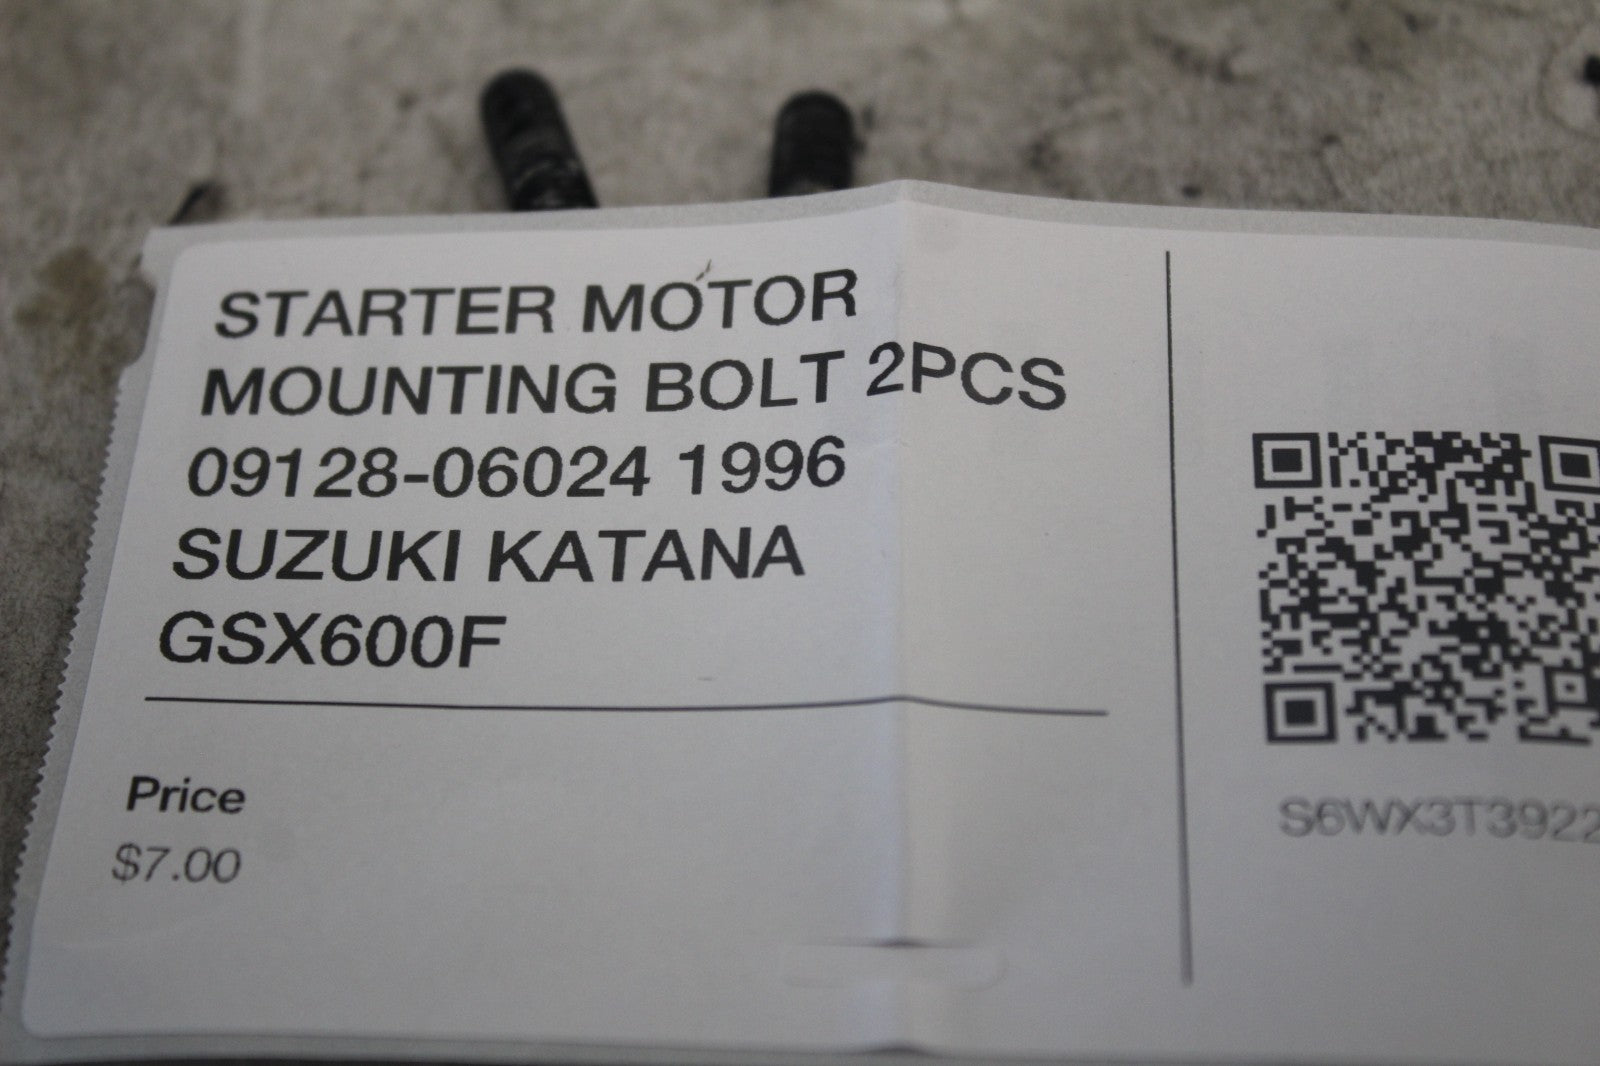 STARTER MOTOR
MOUNTING BOLT 2PCS
09128-06024 1996
SUZUKI KATANA
GSX600F
Price
$7.00
S6WX3T3922